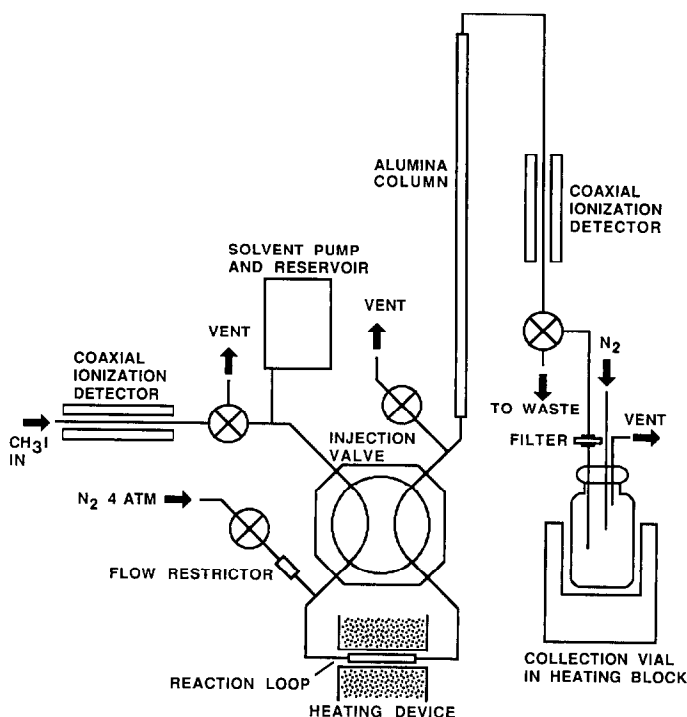 ALUMINA
COLUMN
COAXIAL
IONIZATION
DETECTOR
SOLVENT PUMP
AND RESERVOIR
VENT
VENT
COAXIAL
IONIZATION
DETECTOR
N₂
CH₃I
IN
INJECTION
VALVE
TO WASTE
FILTER
VENT
N₂ 4 ATM
FLOW RESTRICTOR
REACTION LOOP
HEATING DEVICE
COLLECTION VIAL
IN HEATING BLOCK